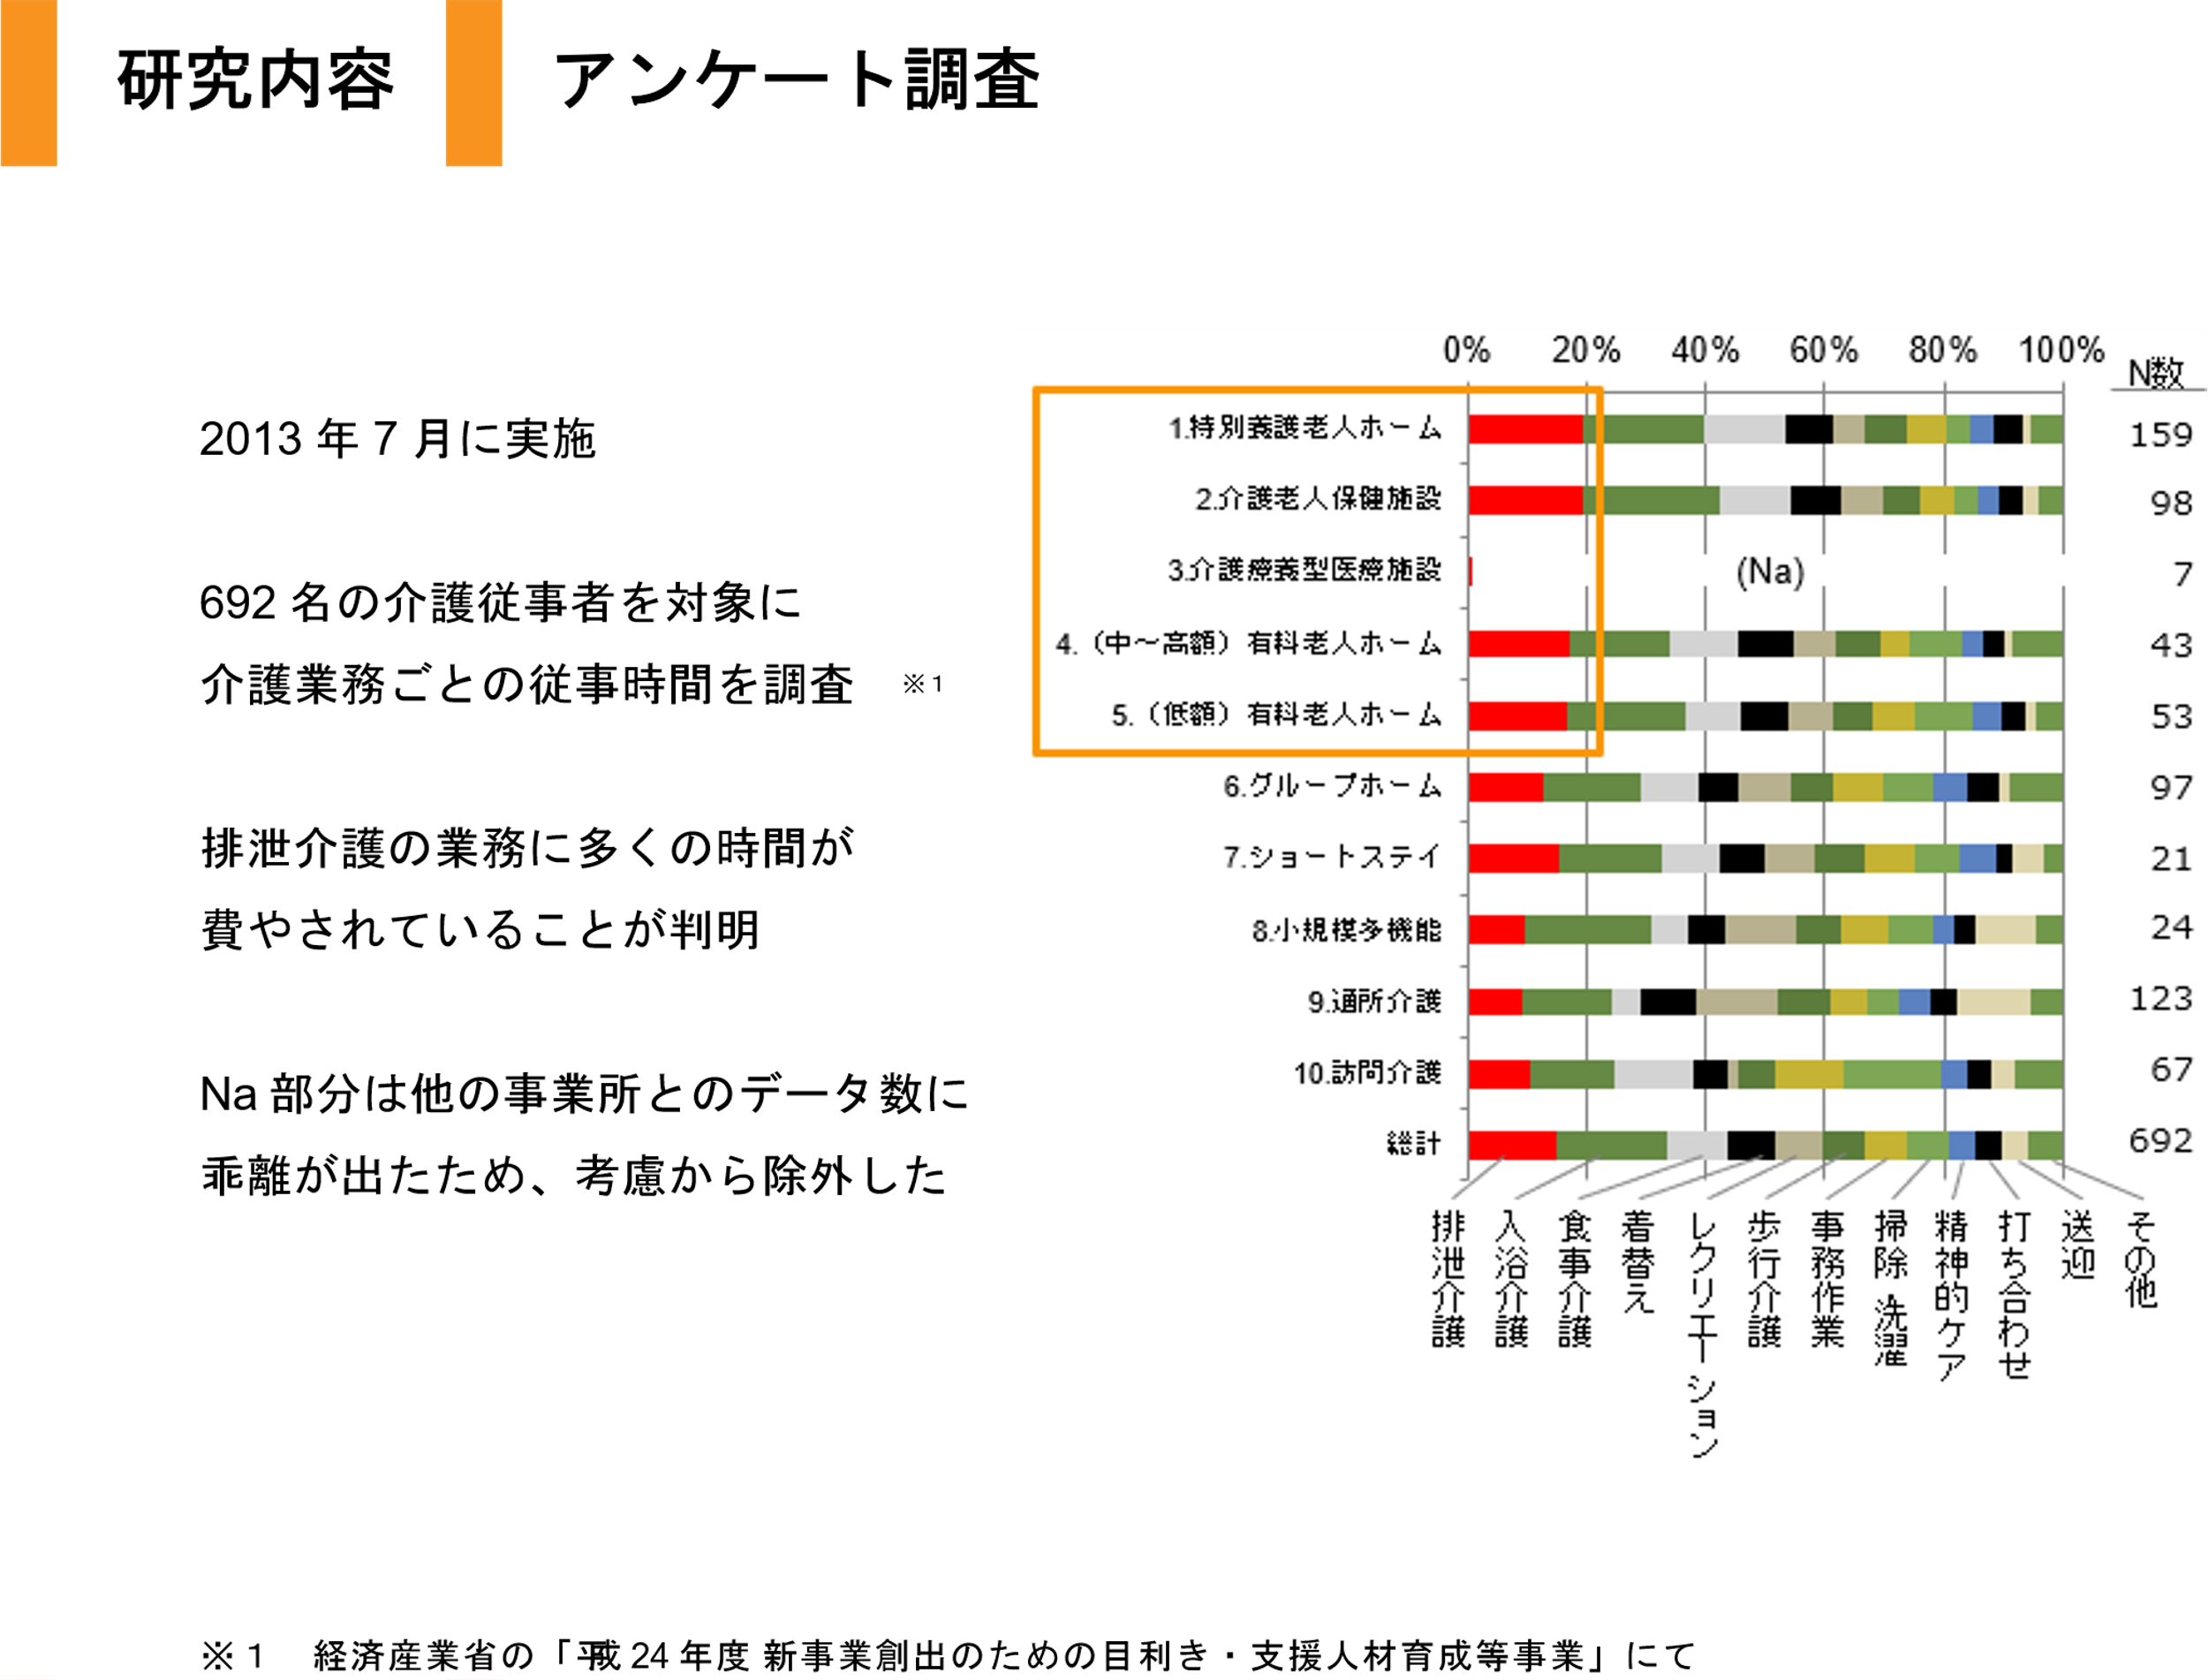 研究内容 アンケート調査
2013 年 7 月に実施
692 名の介護従事者を対象に
介護業務ごとの従事時間を調査 ※1
排泄介護の業務に多くの時間が
費やされていることが判明
Na 部分は他の事業所とのデータ数に
乖離が出たため、考慮から除外した
0% 20% 40% 60% 80% 100% N数
1.特別養護老人ホーム 159
2.介護老人保健施設 98
3.介護療養型医療施設 (Na) 7
4.（中～高額）有料老人ホーム 43
5.（低額）有料老人ホーム 53
6.グループホーム 97
7.ショートステイ 21
8.小規模多機能 24
9.通所介護 123
10.訪問介護 67
総計 692
排泄介護
入浴介護
食事介護
着替え
レクリエーション
歩行介護
事務作業
掃除 洗濯
精神的ケア
打ち合わせ
送迎
その他
※1 経済産業省の「平成 24 年度 新事業創出のための目利き・支援人材育成等事業」にて